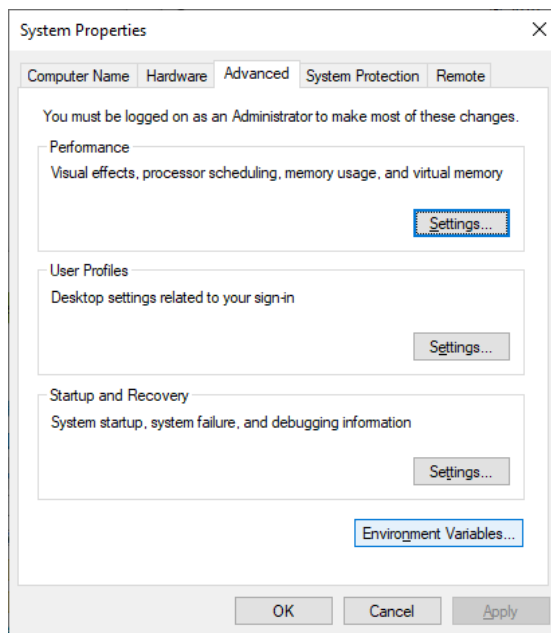 System Properties
Computer Name Hardware Advanced System Protection Remote
You must be logged on as an Administrator to make most of these changes.
Performance
Visual effects, processor scheduling, memory usage, and virtual memory
Settings...
User Profiles
Desktop settings related to your sign-in
Settings...
Startup and Recovery
System startup, system failure, and debugging information
Settings...
Environment Variables...
OK Cancel Apply